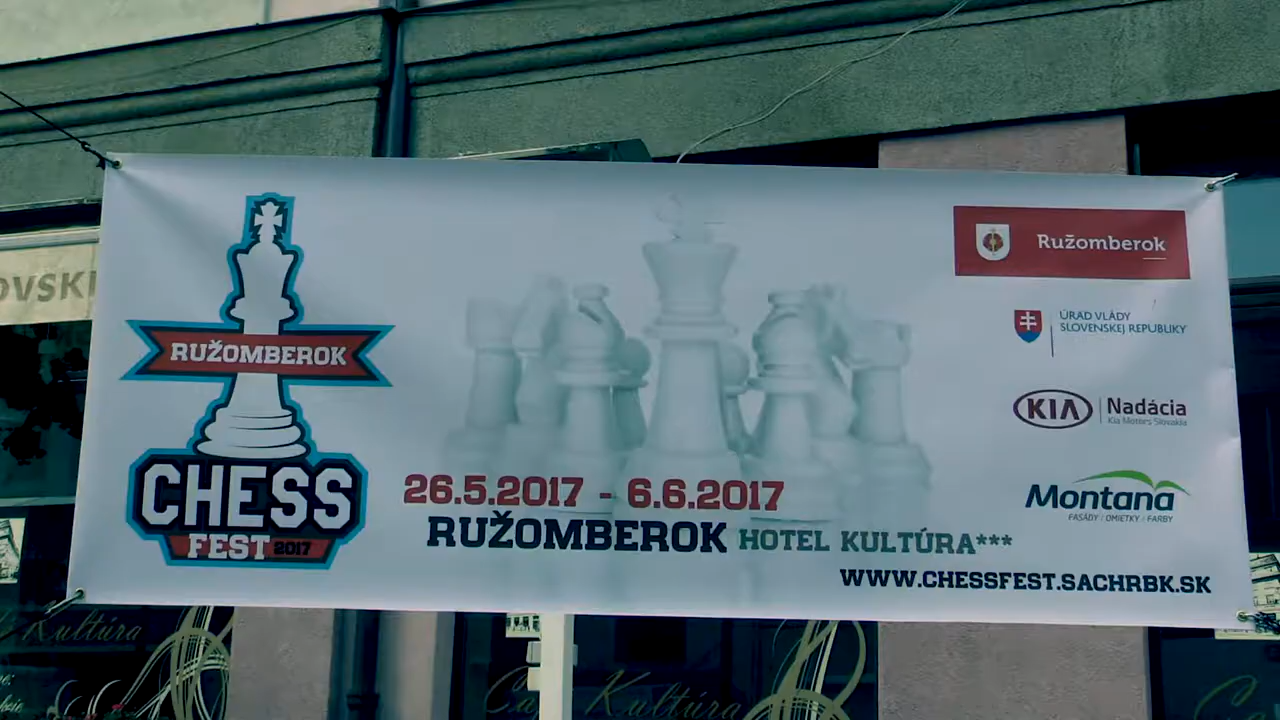 OVSKI
RUŽOMBEROK
CHESS
FEST 2017
26.5.2017 - 6.6.2017
RUŽOMBEROK HOTEL KULTÚRA***
WWW.CHESSFEST.SACHRBK.SK
Ružomberok
ÚRAD VLÁDY
SLOVENSKEJ REPUBLIKY
KIA Nadácia
Kia Motors Slovakia
Montana
FASÁDY / OMIETKY / FARBY
Kultúra
Kultúra